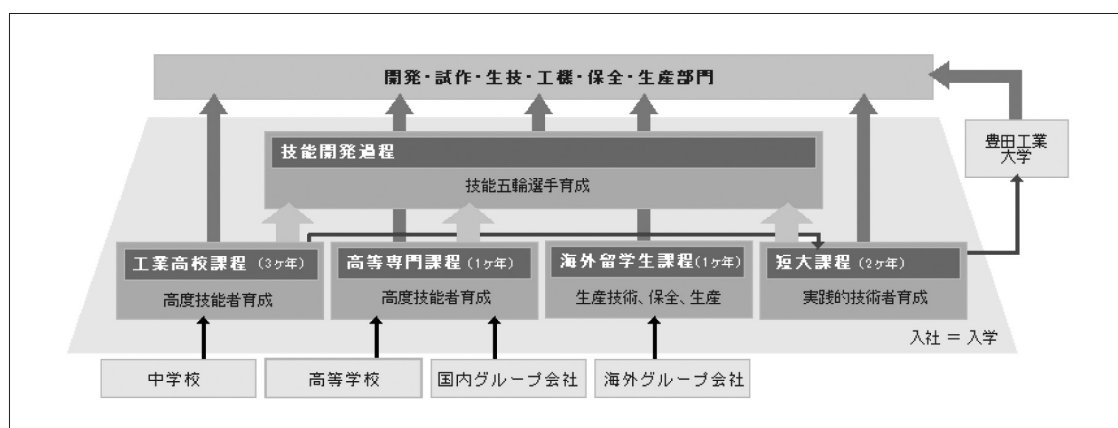 開発・試作・生技・工機・保全・生産部門
技能開発過程
技能五輪選手育成
豊田工業
大学
工業高校課程（3ヶ年）
高度技能者育成
高等専門課程（1ヶ年）
高度技能者育成
海外留学生課程（1ヶ年）
生産技術、保全、生産
短大課程（2ヶ年）
実践的技術者育成
入社 ＝ 入学
中学校
高等学校
国内グループ会社
海外グループ会社